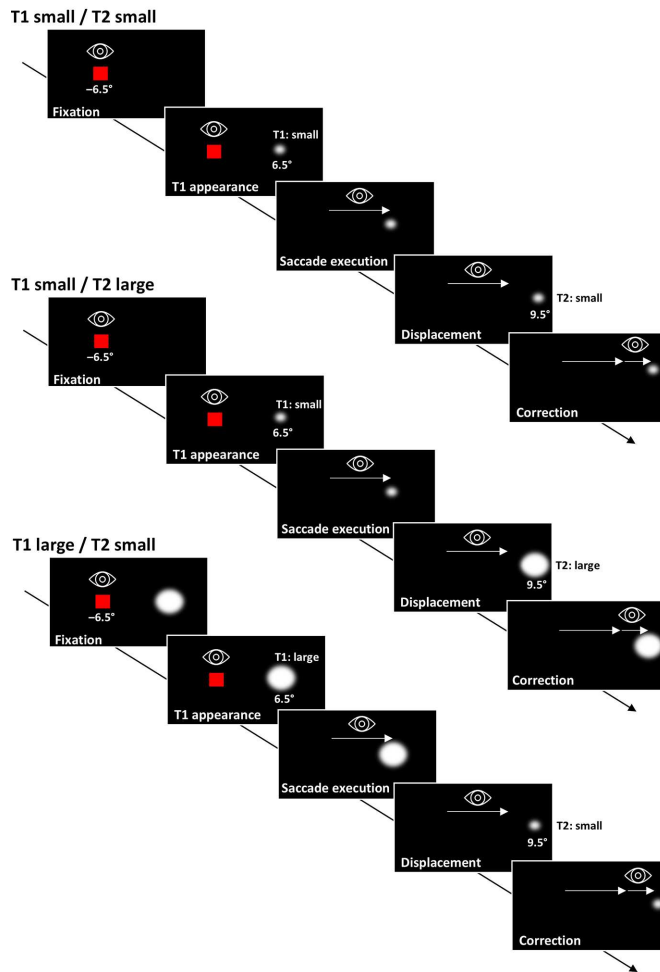 T1 small / T2 small
−6.5°
Fixation
T1: small
6.5°
T1 appearance
Saccade execution
T2: small
9.5°
Displacement
Correction
T1 small / T2 large
−6.5°
Fixation
T1: small
6.5°
T1 appearance
Saccade execution
T2: large
9.5°
Displacement
Correction
T1 large / T2 small
−6.5°
Fixation
T1: large
6.5°
T1 appearance
Saccade execution
T2: small
9.5°
Displacement
Correction